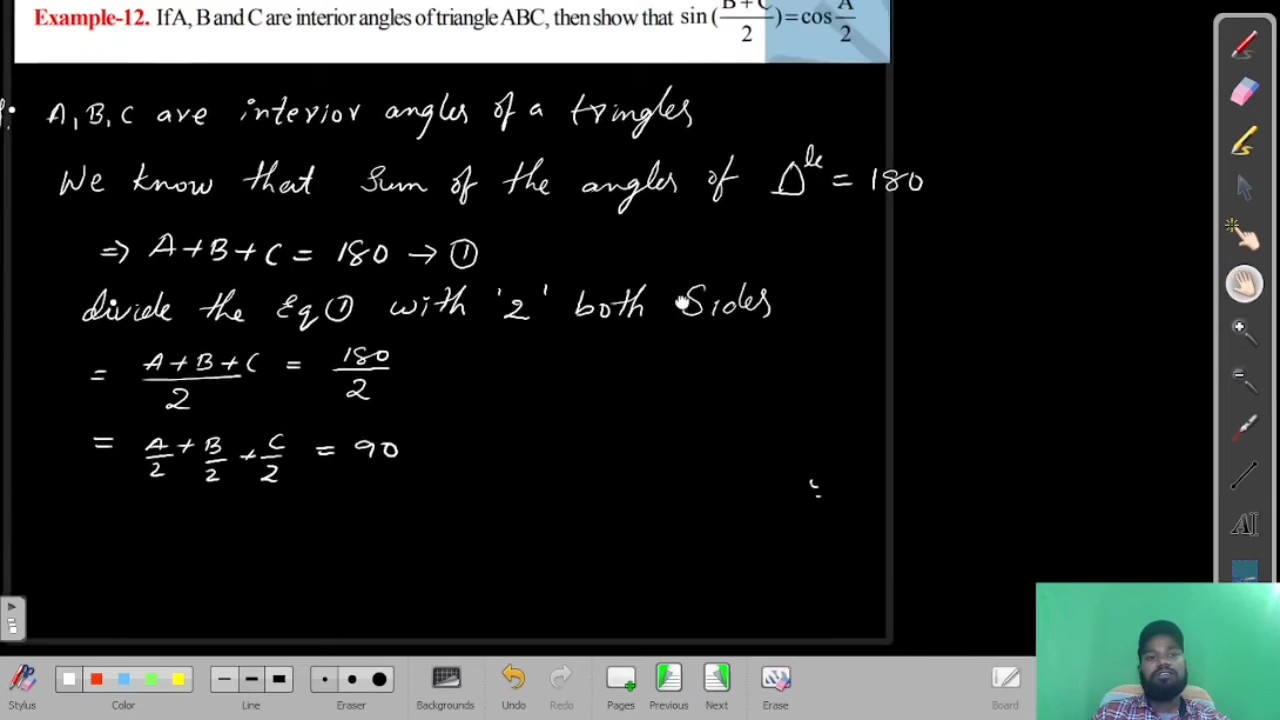 Example-12. If A, B and C are interior angles of triangle ABC, then show that sin (B+C/2)=cos A/2
A, B, C are interior angles of a tringles
We know that Sum of the angles of Δle = 180
=> A+B+C = 180 → ①
divide the Eq ① with '2' both Sides
= A+B+C/2 = 180/2
= A/2 + B/2 + C/2 = 90
AI
Stylus Color Line Eraser Backgrounds Undo Redo Pages Previous Next Erase Board